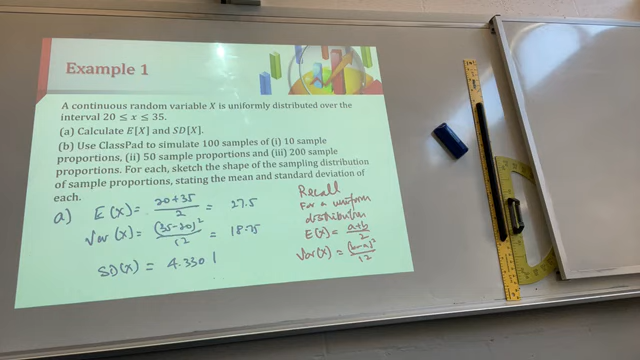 Example 1
A continuous random variable X is uniformly distributed over the
interval 20 ≤ x ≤ 35.
(a) Calculate E[X] and SD[X].
(b) Use ClassPad to simulate 100 samples of (i) 10 sample
proportions, (ii) 50 sample proportions and (iii) 200 sample
proportions. For each, sketch the shape of the sampling distribution
of sample proportions, stating the mean and standard deviation of
each.
a) E(X) = (20+35)/2 = 27.5
Var(X) = (35-20)²/12 = 18.75
SD(X) = 4.3301
Recall
For a uniform
distribution
E(X) = (a+b)/2
Var(X) = (b-a)²/12